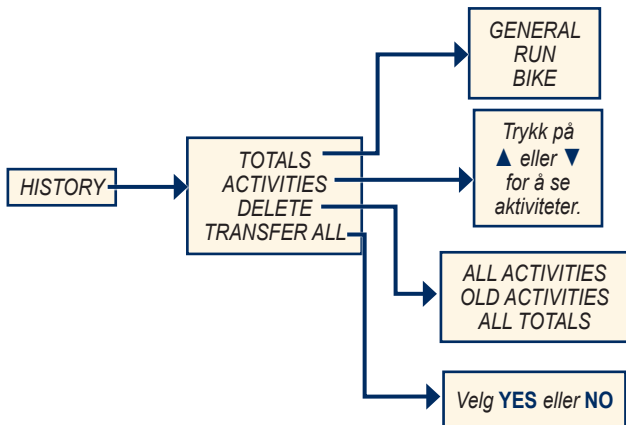 HISTORY
TOTALS
ACTIVITIES
DELETE
TRANSFER ALL
GENERAL
RUN
BIKE
Trykk på
▲ eller ▼
for å se
aktiviteter.
ALL ACTIVITIES
OLD ACTIVITIES
ALL TOTALS
Velg YES eller NO